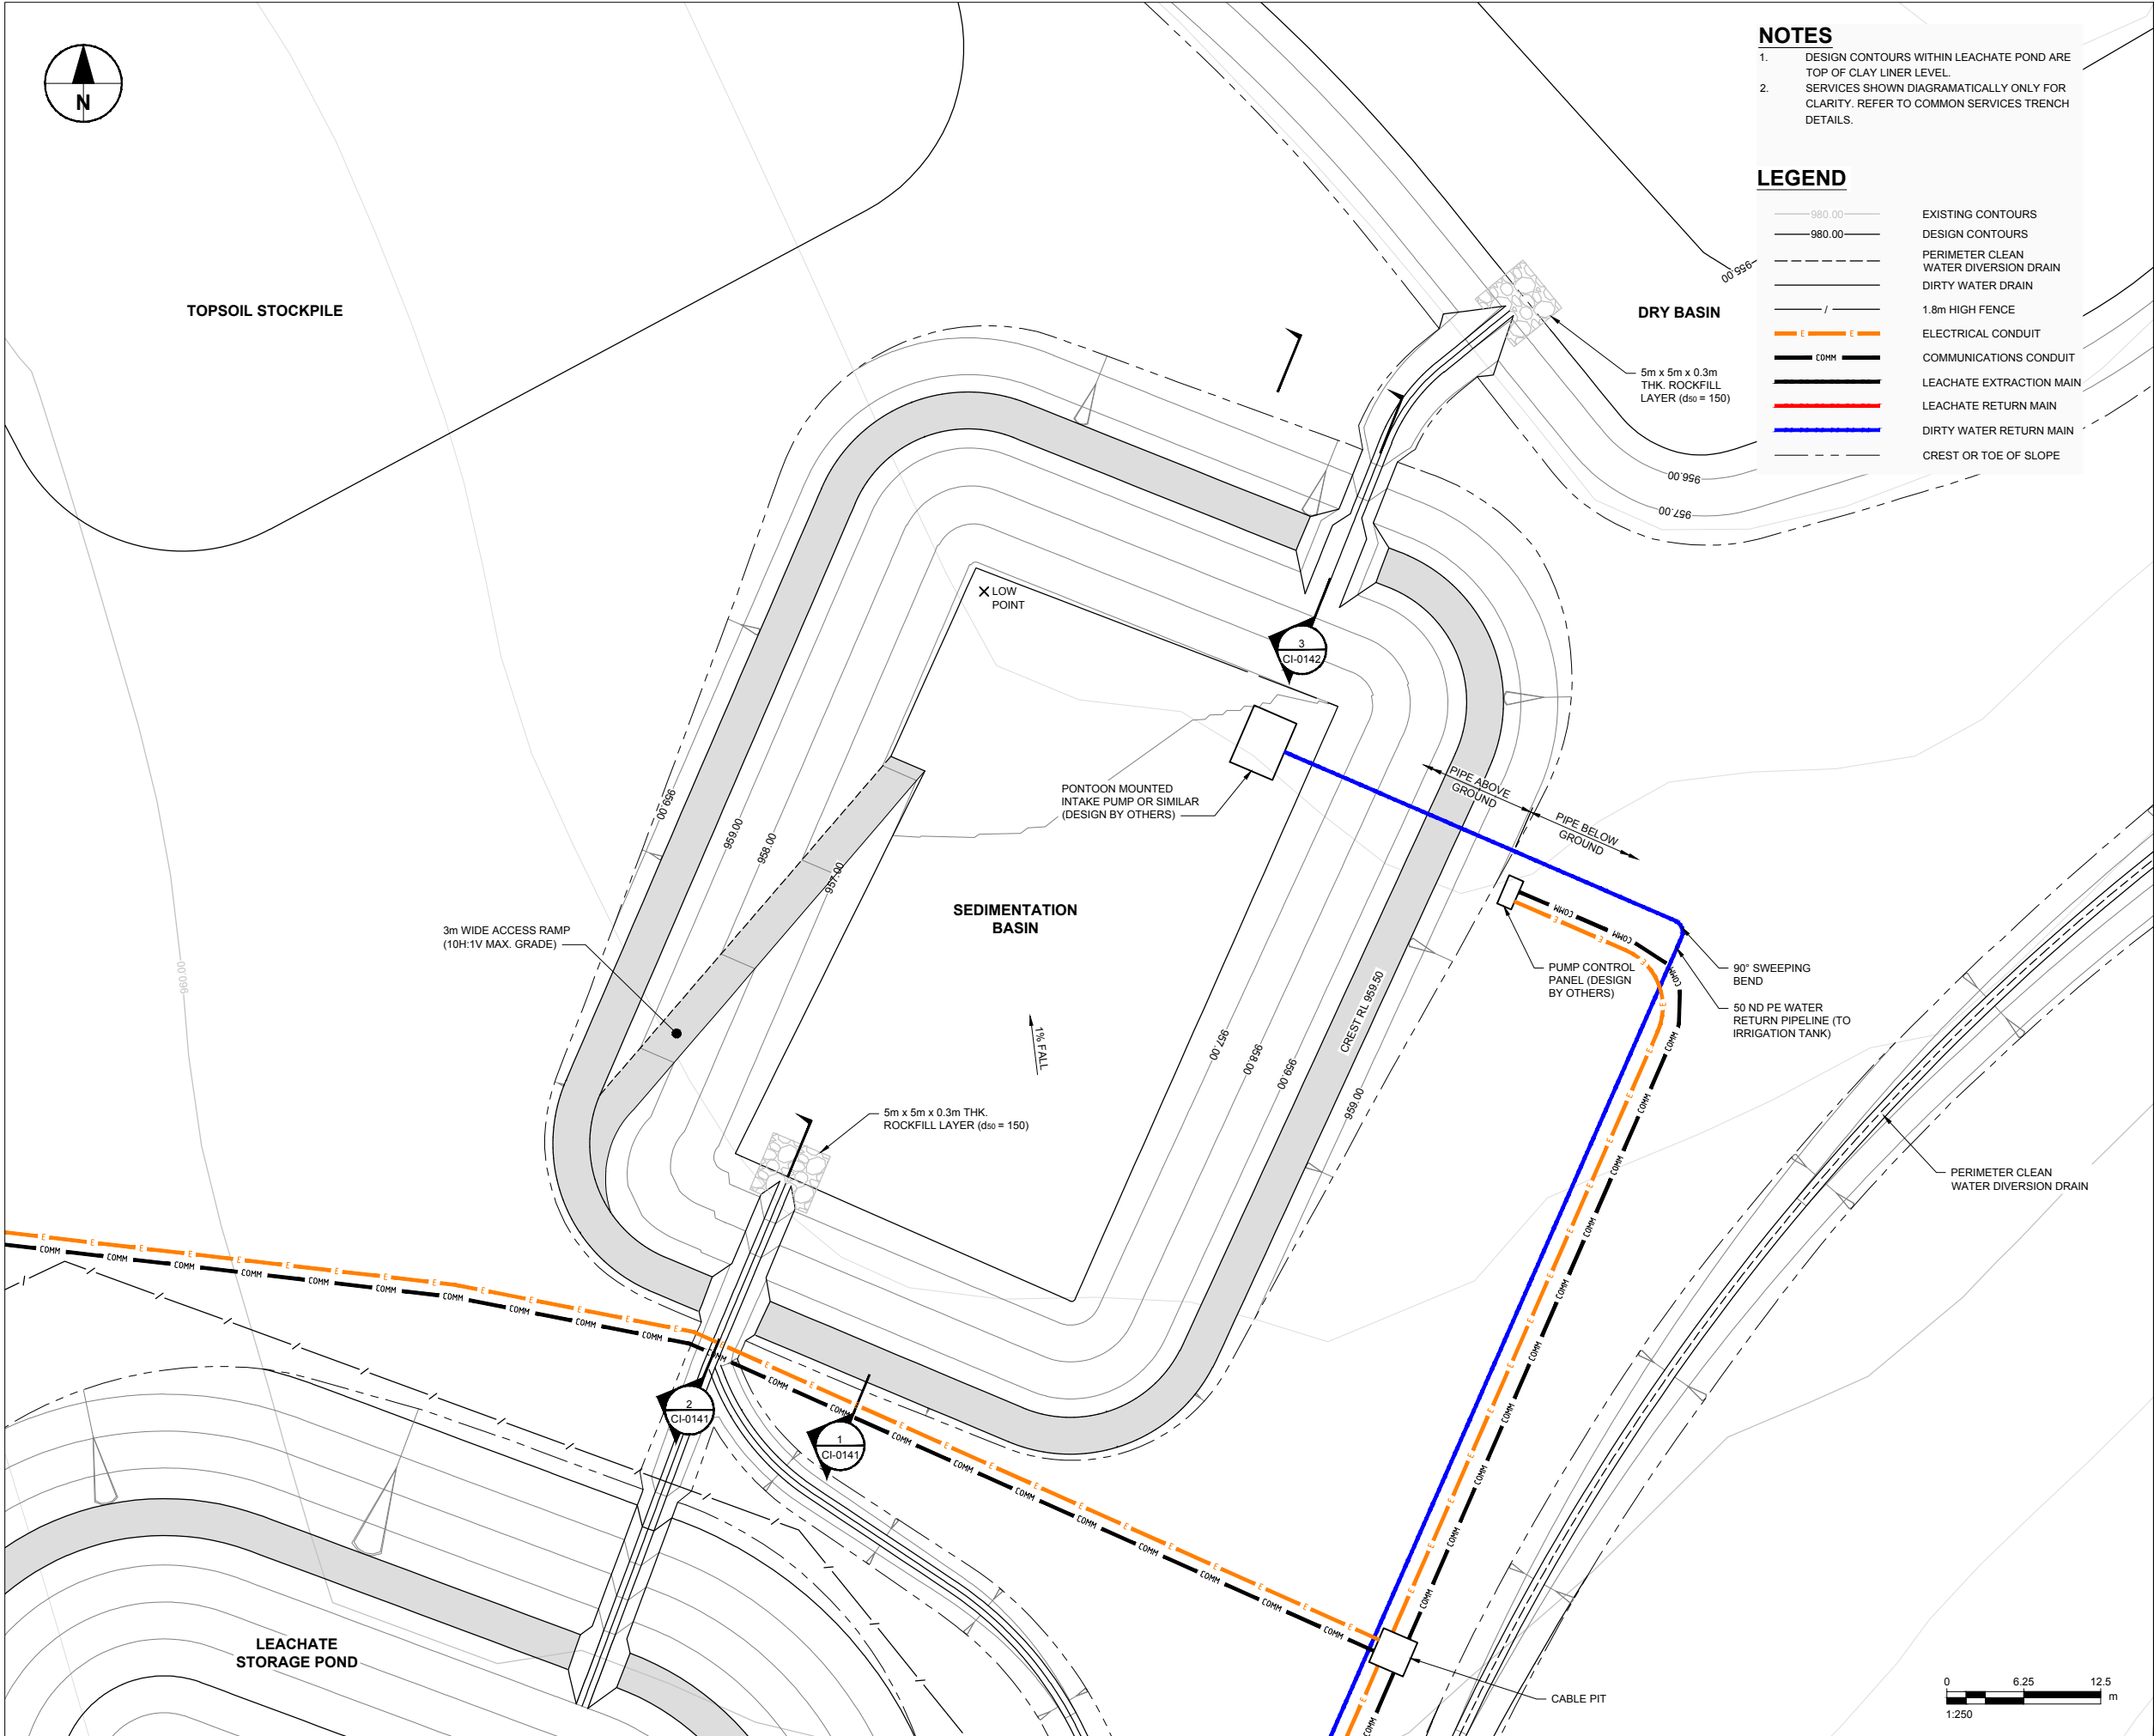 NOTES
1. DESIGN CONTOURS WITHIN LEACHATE POND ARE
TOP OF CLAY LINER LEVEL.
2. SERVICES SHOWN DIAGRAMATICALLY ONLY FOR
CLARITY. REFER TO COMMON SERVICES TRENCH
DETAILS.
LEGEND
980.00 EXISTING CONTOURS
980.00 DESIGN CONTOURS
PERIMETER CLEAN
WATER DIVERSION DRAIN
DIRTY WATER DRAIN
/ 1.8m HIGH FENCE
E E ELECTRICAL CONDUIT
COMM COMMUNICATIONS CONDUIT
LEACHATE EXTRACTION MAIN
LEACHATE RETURN MAIN
DIRTY WATER RETURN MAIN
CREST OR TOE OF SLOPE
N
TOPSOIL STOCKPILE
DRY BASIN
955.00
956.00
957.00
5m x 5m x 0.3m
THK. ROCKFILL
LAYER (d50 = 150)
LOW
POINT
3
CI-0142
PONTOON MOUNTED
INTAKE PUMP OR SIMILAR
(DESIGN BY OTHERS)
PIPE ABOVE
GROUND
PIPE BELOW
GROUND
959.00
959.00
958.00
957.00
SEDIMENTATION
BASIN
3m WIDE ACCESS RAMP
(10H:1V MAX. GRADE)
960.00
1% FALL
957.00
958.00
959.00
CREST RL 959.50
959.00
PUMP CONTROL
PANEL (DESIGN
BY OTHERS)
90° SWEEPING
BEND
50 ND PE WATER
RETURN PIPELINE (TO
IRRIGATION TANK)
5m x 5m x 0.3m THK.
ROCKFILL LAYER (d50 = 150)
PERIMETER CLEAN
WATER DIVERSION DRAIN
2
CI-0141
1
CI-0141
LEACHATE
STORAGE POND
CABLE PIT
0 6.25 12.5
m
1:250